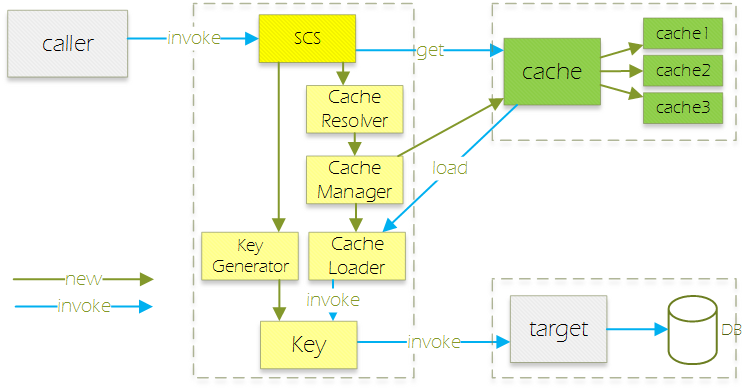 caller
invoke
SCS
get
cache
cache1
cache2
cache3
Cache
Resolver
Cache
Manager
load
Key
Generator
Cache
Loader
new
invoke
invoke
Key
invoke
target
DB